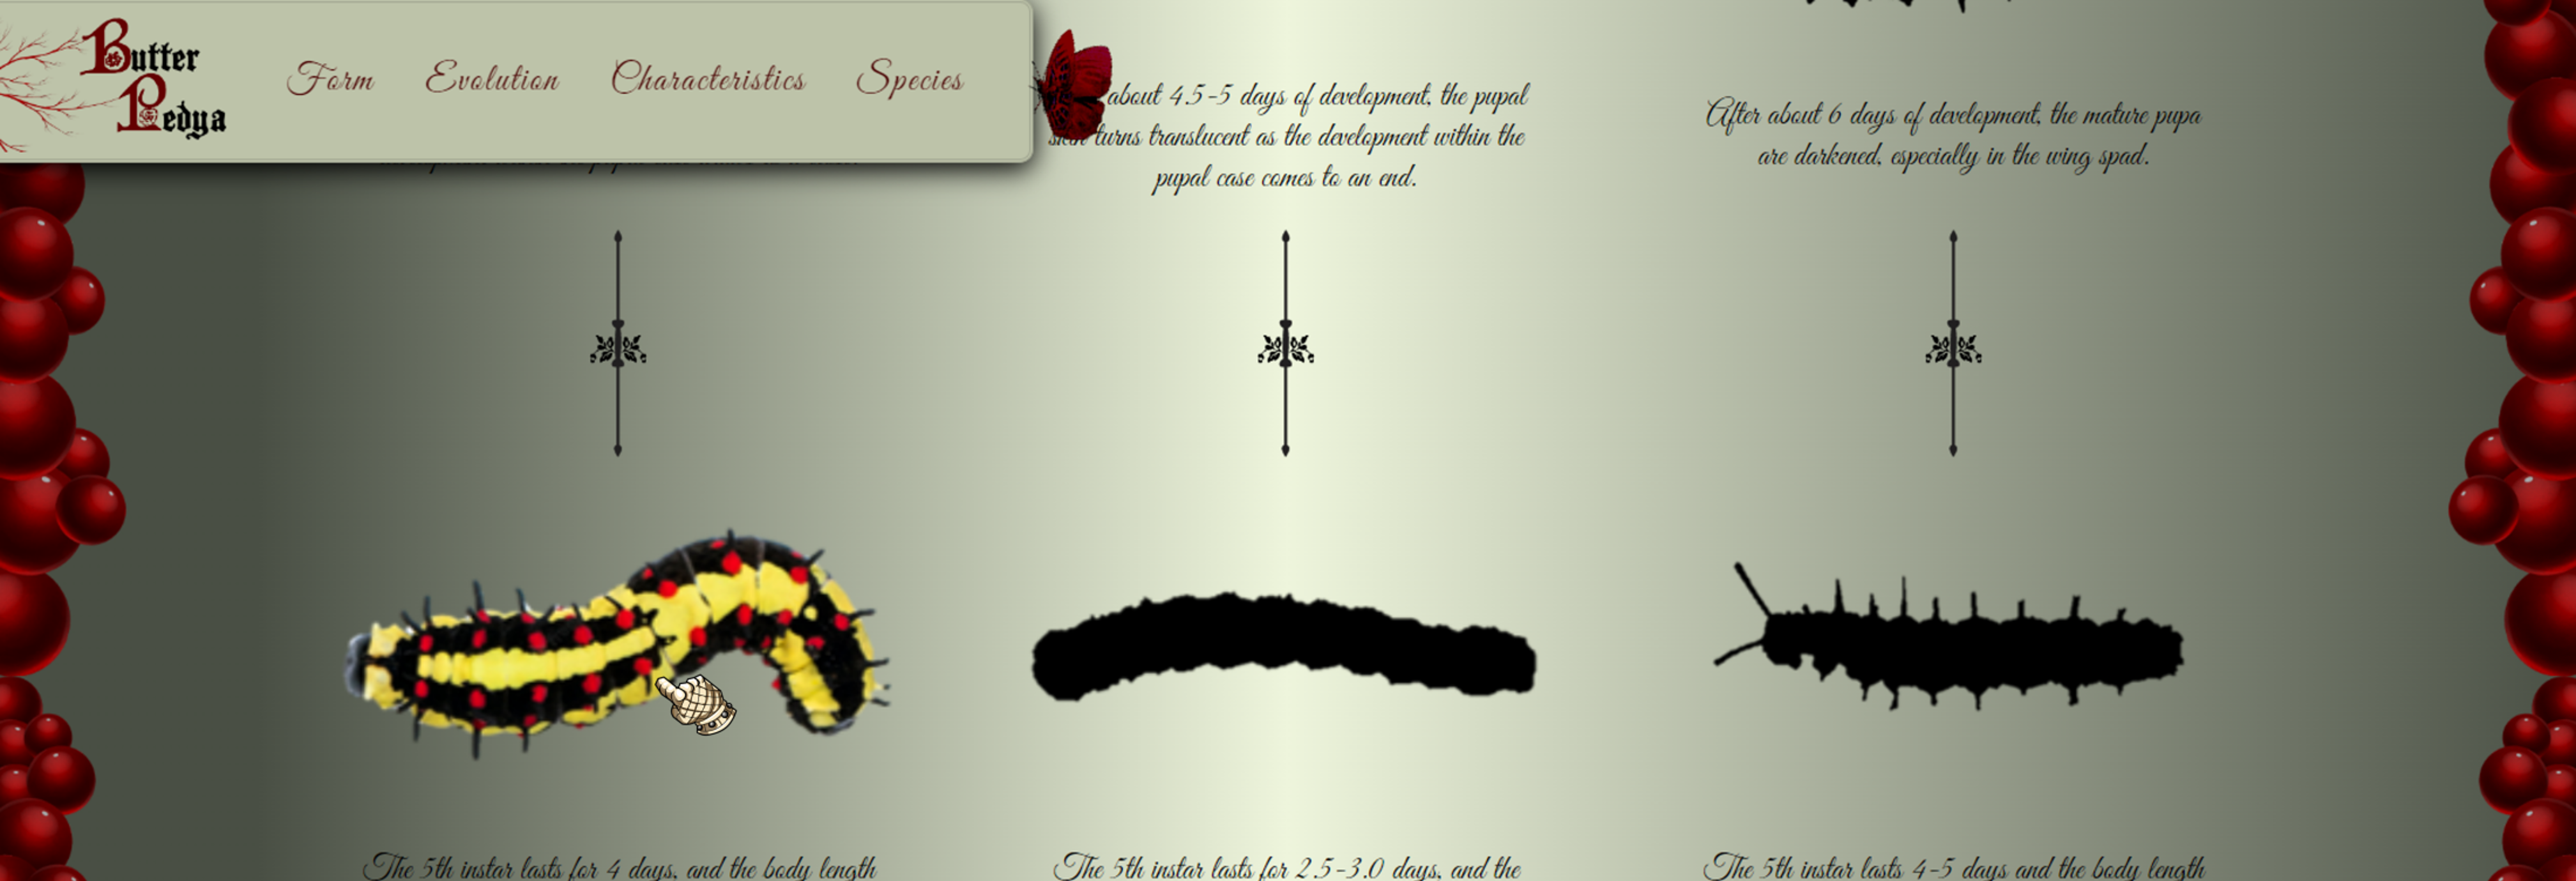 Butter
Pedya
Form
Evolution
Characteristics
Species
about 4.5-5 days of development, the pupal
skin turns translucent as the development within the
pupal case comes to an end.
After about 6 days of development, the mature pupa
are darkened, especially in the wing spad.
The 5th instar lasts for 4 days, and the body length
The 5th instar lasts for 2.5-3.0 days, and the
The 5th instar lasts 4-5 days and the body length